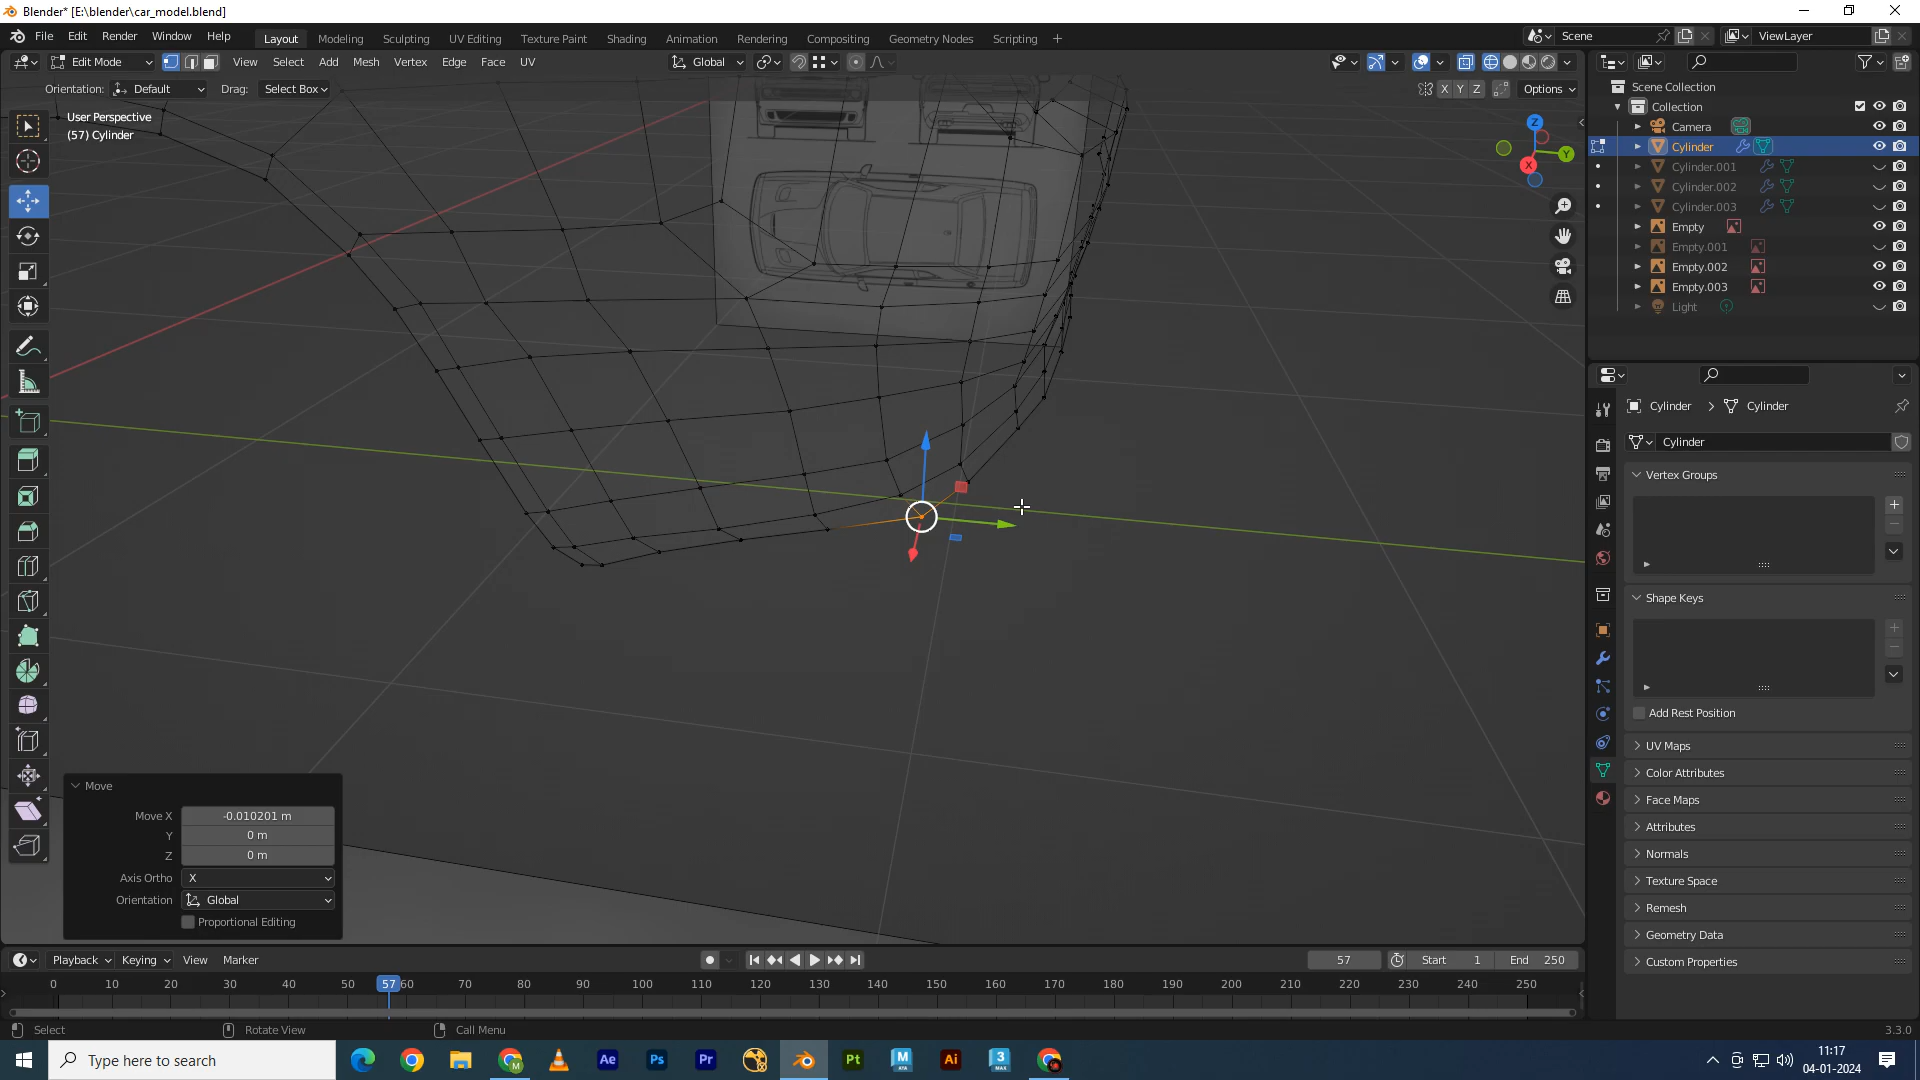 Blender* [E:\blender\car_model.blend]
File Edit Render Window Help Layout Modeling Sculpting UV Editing Texture Paint Shading Animation Rendering Compositing Geometry Nodes Scripting + Scene ViewLayer
Edit Mode View Select Add Mesh Vertex Edge Face UV Global
Orientation: Default Drag: Select Box X Y Z Options
User Perspective
(57) Cylinder
Z
Y
X
Scene Collection
Collection
Camera
Cylinder
Cylinder.001
Cylinder.002
Cylinder.003
Empty
Empty.001
Empty.002
Empty.003
Light
Cylinder > Cylinder
Cylinder
Vertex Groups
Shape Keys
Add Rest Position
UV Maps
Color Attributes
Face Maps
Attributes
Normals
Texture Space
Remesh
Geometry Data
Custom Properties
Move
Move X -0.010201 m
Y 0 m
Z 0 m
Axis Ortho X
Orientation Global
Proportional Editing
Playback Keying View Marker 57 Start 1 End 250
0 10 20 30 40 50 57 60 70 80 90 100 110 120 130 140 150 160 170 180 190 200 210 220 230 240 250
Select Rotate View Call Menu 3.3.0
Type here to search
M
Ae Ps Pr Pt M AYA Ai 3 MAX
11:17
04-01-2024